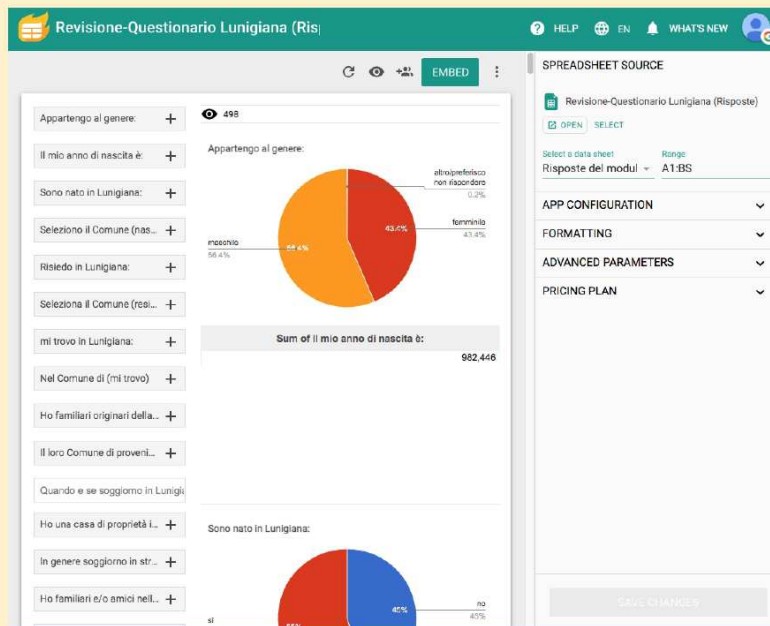 Revisione-Questionario Lunigiana (Ris
HELP
EN
WHAT'S NEW
EMBED
Appartengo al genere:
Il mio anno di nascita è:
Sono nato in Lunigiana:
Seleziono il Comune (nas...
Risiedo in Lunigiana:
Seleziona il Comune (resi...
mi trovo in Lunigiana:
Nel Comune di (mi trovo)
Ho familiari originari della...
Il loro Comune di proveni...
Quando e se soggiorno in Lunigia
Ho una casa di proprietà i...
In genere soggiorno in str...
Ho familiari e/o amici nell...
498
Appartengo al genere:
altro/preferisco
non rispondere
0.2%
femminile
43.4%
43.4%
maschile
56.4%
56.4%
Sum of Il mio anno di nascita è:
982,446
Sono nato in Lunigiana:
no
45%
45%
sì
55%
SPREADSHEET SOURCE
Revisione-Questionario Lunigiana (Risposte)
OPEN
SELECT
Select a data sheet
Range
Risposte del modul
A1:BS
APP CONFIGURATION
FORMATTING
ADVANCED PARAMETERS
PRICING PLAN
SAVE CHANGES